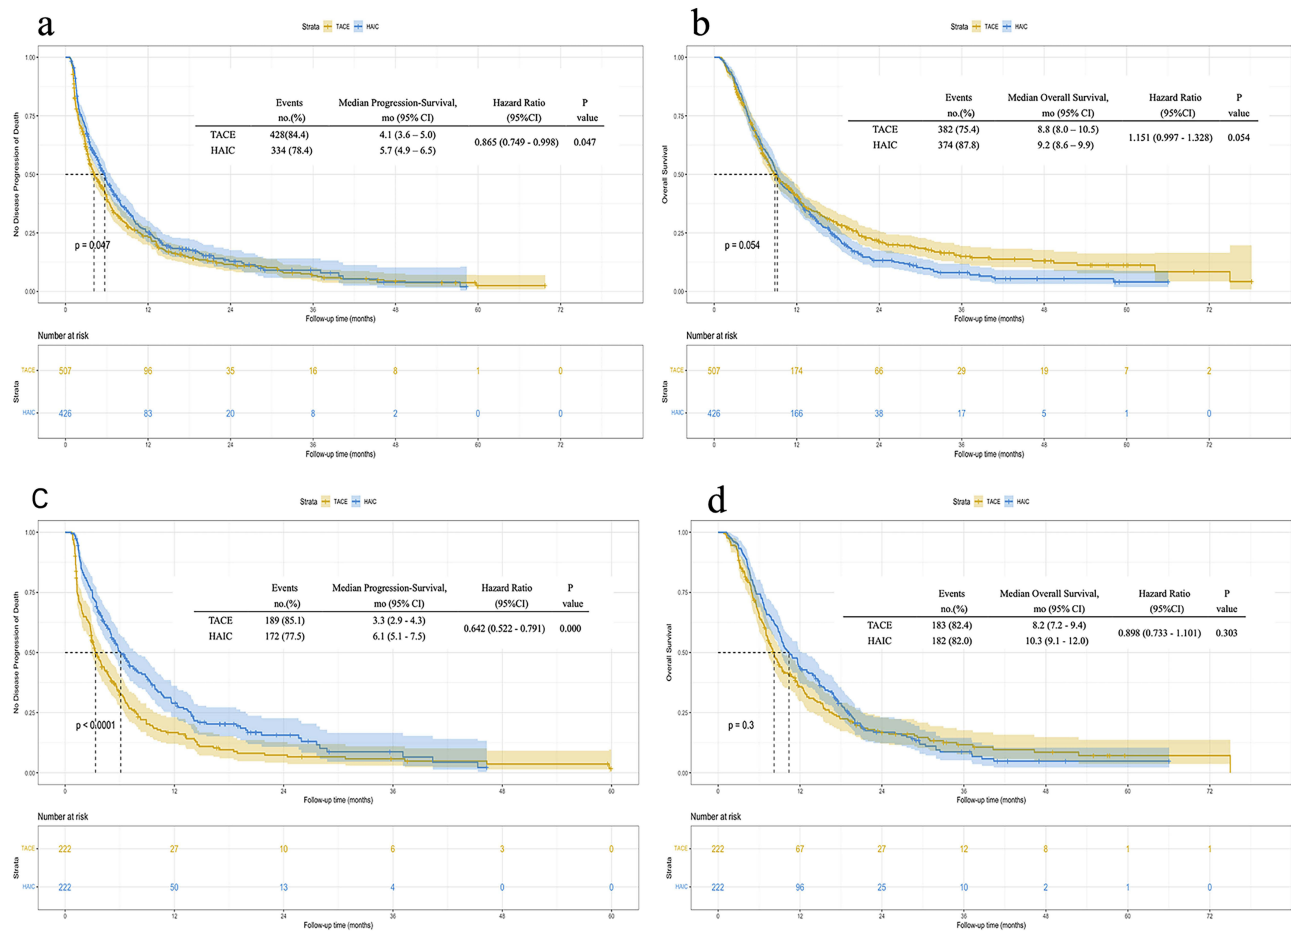 a
Strata TACE HAIC
No Disease Progression of Death
1.00
0.75
0.50
0.25
0.00
Events Median Progression-Survival, Hazard Ratio P
no.(%) mo (95% CI) (95%CI) value
TACE 428(84.4) 4.1 (3.6 – 5.0)
0.865 (0.749 - 0.998) 0.047
HAIC 334 (78.4) 5.7 (4.9 – 6.5)
p = 0.047
0 12 24 36 48 60 72
Follow-up time (months)
Number at risk
Strata
TACE 507 96 35 16 8 1 0
HAIC 426 83 20 8 2 0 0
0 12 24 36 48 60 72
Follow-up time (months)
b
Strata TACE HAIC
Overall Survival
1.00
0.75
0.50
0.25
0.00
Events Median Overall Survival, Hazard Ratio P
no.(%) mo (95% CI) (95%CI) value
TACE 382 (75.4) 8.8 (8.0 – 10.5)
1.151 (0.997 - 1.328) 0.054
HAIC 374 (87.8) 9.2 (8.6 – 9.9)
p = 0.054
0 12 24 36 48 60 72
Follow-up time (months)
Number at risk
Strata
TACE 507 174 66 29 19 7 2
HAIC 426 166 38 17 5 1 0
0 12 24 36 48 60 72
Follow-up time (months)
c
Strata TACE HAIC
No Disease Progression of Death
1.00
0.75
0.50
0.25
0.00
Events Median Progression-Survival, Hazard Ratio P
no.(%) mo (95% CI) (95%CI) value
TACE 189 (85.1) 3.3 (2.9 - 4.3)
0.642 (0.522 - 0.791) 0.000
HAIC 172 (77.5) 6.1 (5.1 - 7.5)
p < 0.0001
0 12 24 36 48 60
Follow-up time (months)
Number at risk
Strata
TACE 222 27 10 6 3 0
HAIC 222 50 13 4 0 0
0 12 24 36 48 60
Follow-up time (months)
d
Strata TACE HAIC
Overall Survival
1.00
0.75
0.50
0.25
0.00
Events Median Overall Survival, Hazard Ratio P
no.(%) mo (95% CI) (95%CI) value
TACE 183 (82.4) 8.2 (7.2 - 9.4)
0.898 (0.733 - 1.101) 0.303
HAIC 182 (82.0) 10.3 (9.1 - 12.0)
p = 0.3
0 12 24 36 48 60 72
Follow-up time (months)
Number at risk
Strata
TACE 222 67 27 12 8 1 1
HAIC 222 96 25 10 2 1 0
0 12 24 36 48 60 72
Follow-up time (months)